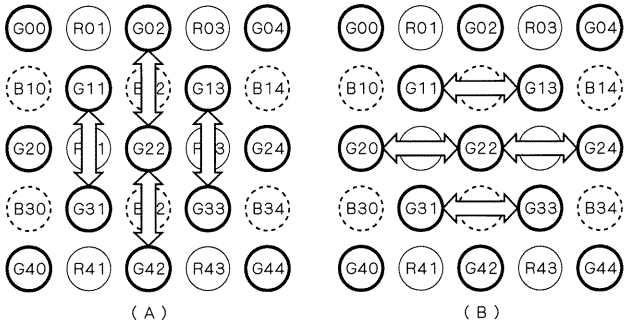 G00 R01 G02 R03 G04 G00 R01 G02 R03 G04
B10 G11 G13 B14 B10 G11 G13 B14
G20 G22 G24 G20 G22 G24
B30 G31 G33 B34 B30 G31 G33 B34
G40 R41 G42 R43 G44 G40 R41 G42 R43 G44
(A) (B)